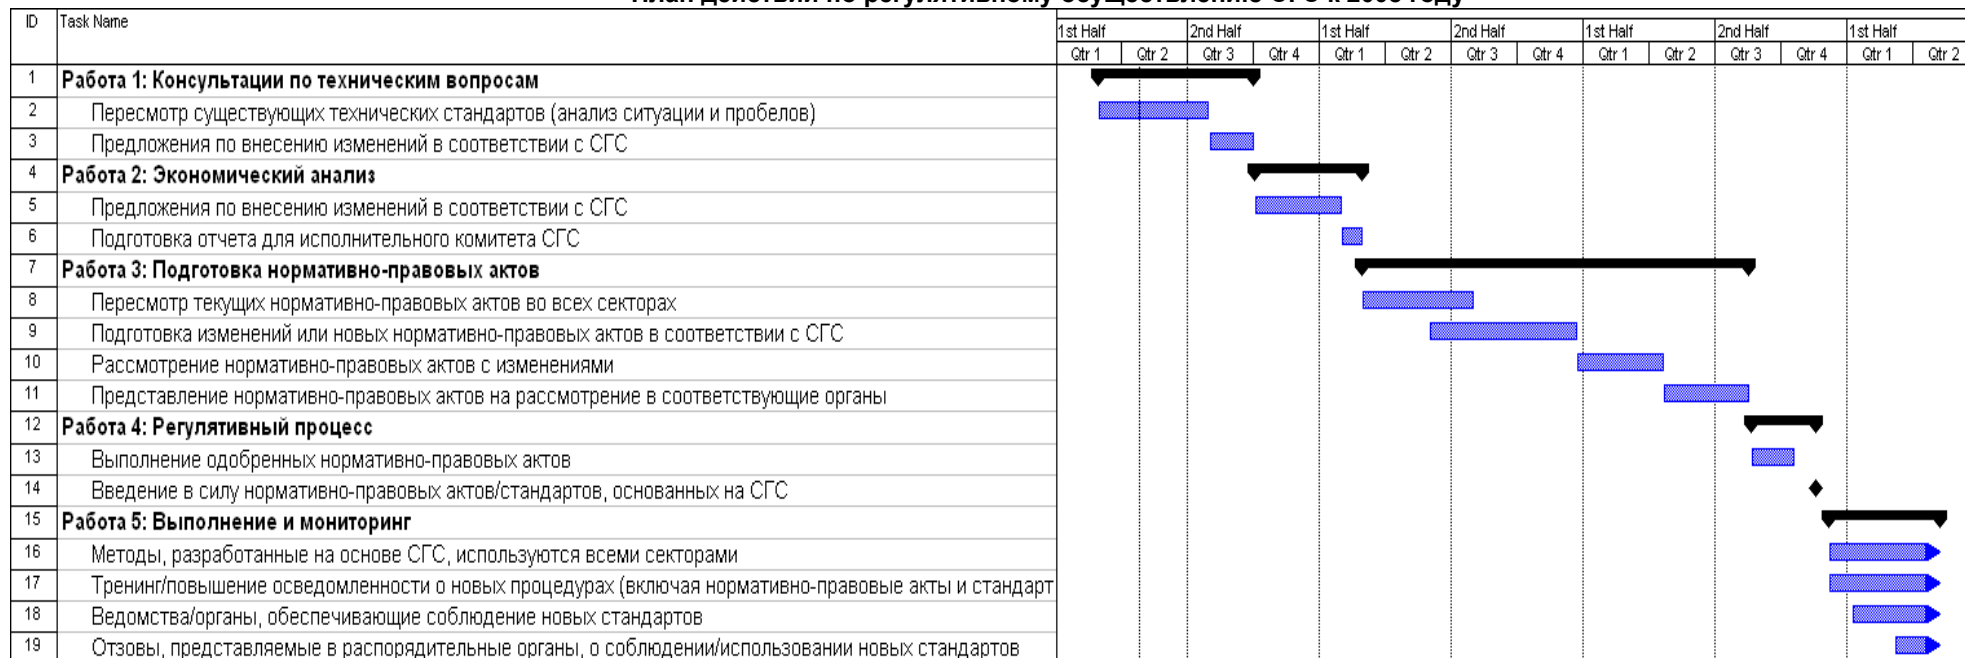 План действий по регулятивному осуществлению СГС к 2008 году
ID Task Name
1st Half 2nd Half 1st Half 2nd Half 1st Half 2nd Half 1st Half
Qtr 1 Qtr 2 Qtr 3 Qtr 4 Qtr 1 Qtr 2 Qtr 3 Qtr 4 Qtr 1 Qtr 2 Qtr 3 Qtr 4 Qtr 1 Qtr 2
1 Работа 1: Консультации по техническим вопросам
2 Пересмотр существующих технических стандартов (анализ ситуации и пробелов)
3 Предложения по внесению изменений в соответствии с СГС
4 Работа 2: Экономический анализ
5 Предложения по внесению изменений в соответствии с СГС
6 Подготовка отчета для исполнительного комитета СГС
7 Работа 3: Подготовка нормативно-правовых актов
8 Пересмотр текущих нормативно-правовых актов во всех секторах
9 Подготовка изменений или новых нормативно-правовых актов в соответствии с СГС
10 Рассмотрение нормативно-правовых актов с изменениями
11 Представление нормативно-правовых актов на рассмотрение в соответствующие органы
12 Работа 4: Регулятивный процесс
13 Выполнение одобренных нормативно-правовых актов
14 Введение в силу нормативно-правовых актов/стандартов, основанных на СГС
15 Работа 5: Выполнение и мониторинг
16 Методы, разработанные на основе СГС, используются всеми секторами
17 Тренинг/повышение осведомленности о новых процедурах (включая нормативно-правовые акты и стандарт
18 Ведомства/органы, обеспечивающие соблюдение новых стандартов
19 Отзовы, представляемые в распорядительные органы, о соблюдении/использовании новых стандартов